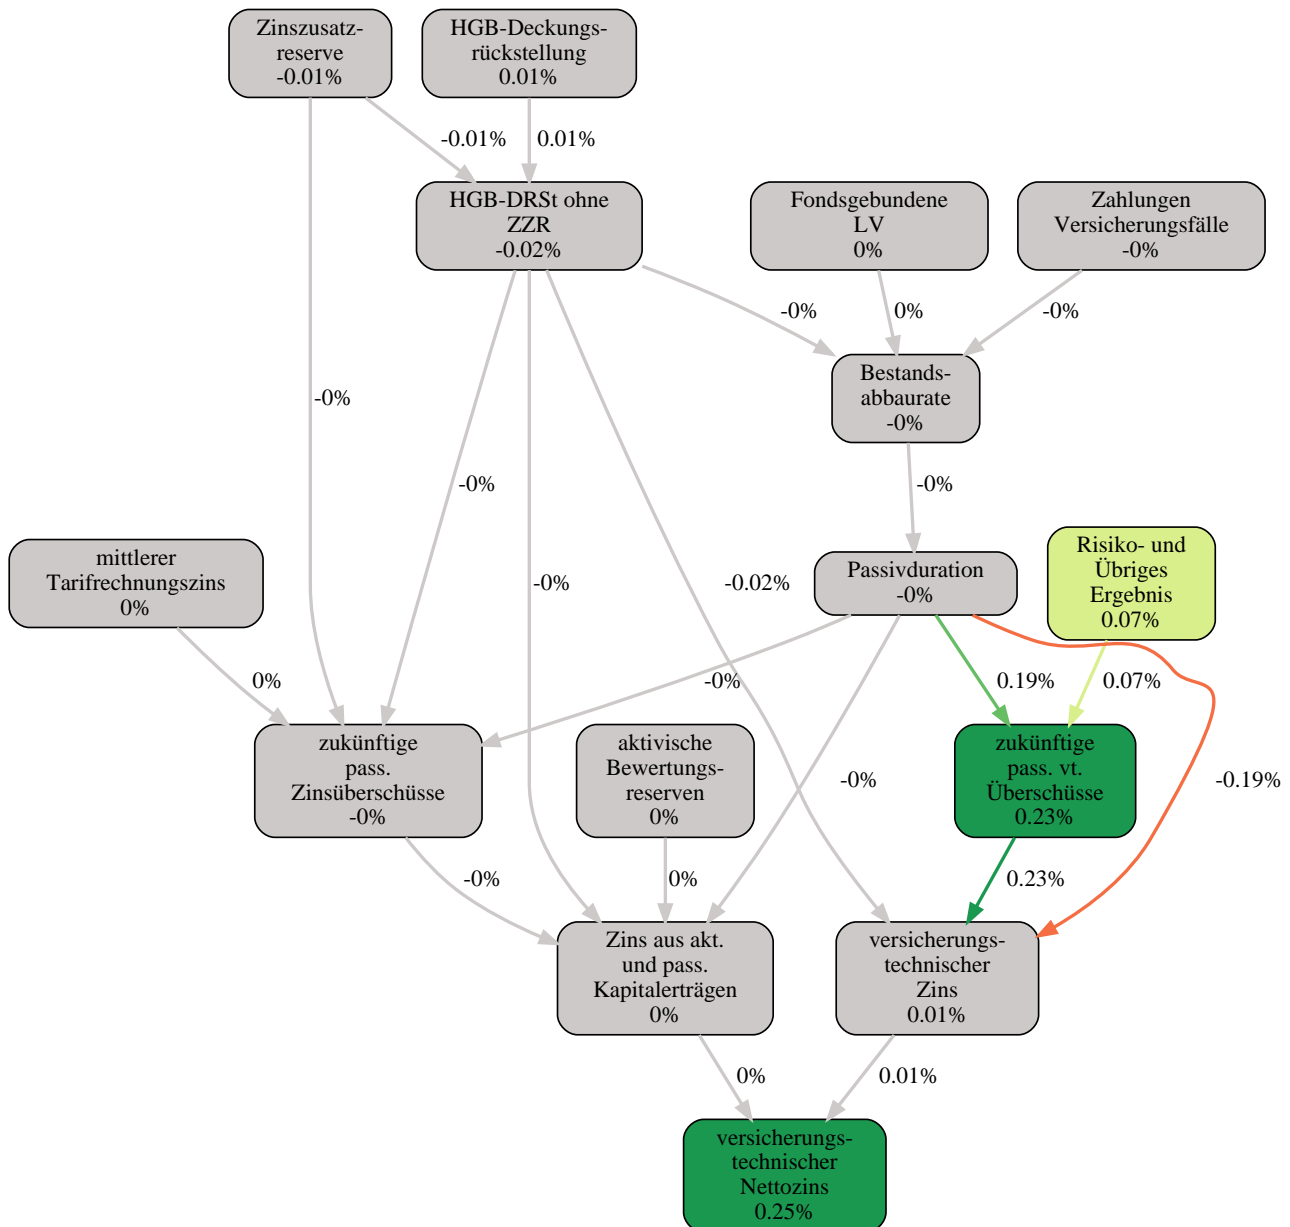 Zinszusatz-
reserve
-0.01%
HGB-Deckungs-
rückstellung
0.01%
-0.01%
0.01%
HGB-DRSt ohne
ZZR
-0.02%
Fondsgebundene
LV
0%
Zahlungen
Versicherungsfälle
-0%
-0%
0%
-0%
Bestands-
abbaurate
-0%
-0%
-0%
-0%
mittlerer
Tarifrechnungszins
0%
-0%
-0.02%
Passivduration
-0%
Risiko- und
Übriges
Ergebnis
0.07%
0%
-0%
0.19%
0.07%
zukünftige
pass.
Zinsüberschüsse
-0%
aktivische
Bewertungs-
reserven
0%
-0%
zukünftige
pass. vt.
Überschüsse
0.23%
-0.19%
-0%
0%
0.23%
Zins aus akt.
und pass.
Kapitalerträgen
0%
versicherungs-
technischer
Zins
0.01%
0%
0.01%
versicherungs-
technischer
Nettozins
0.25%